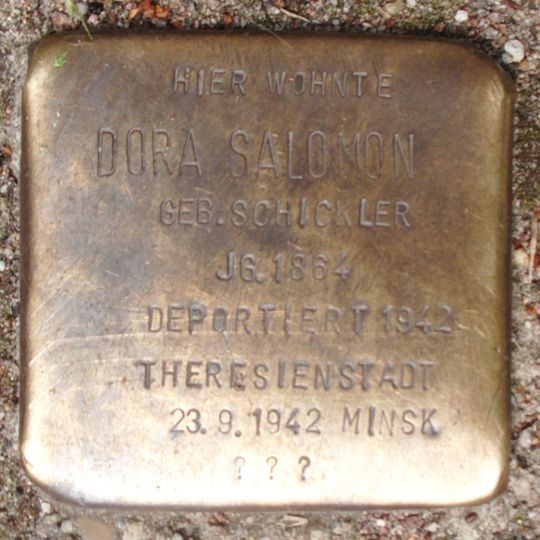 HIER WOHNTE
DORA SALOMON
GEB. SCHICKLER
JG. 1864
DEPORTIERT 1942
THERESIENSTADT
23.9.1942 MINSK
? ? ?